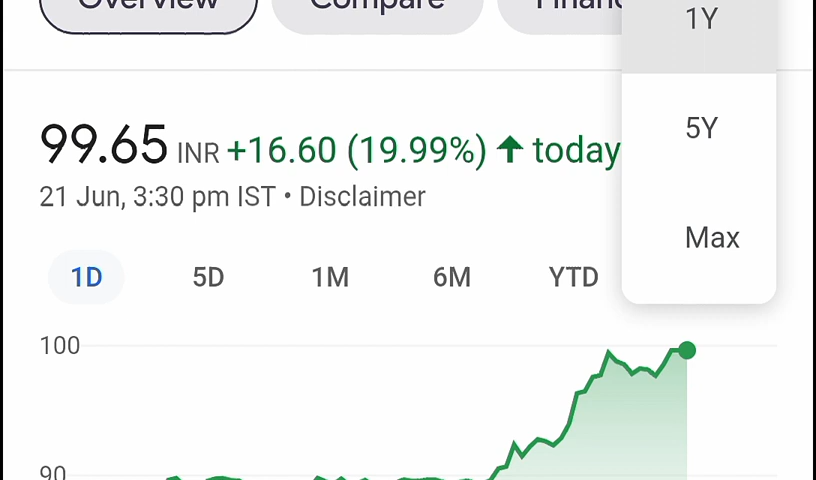 Overview Compare
1Y
5Y
Max
99.65 INR +16.60 (19.99%) ↑ today
21 Jun, 3:30 pm IST • Disclaimer
1D 5D 1M 6M YTD
100
90